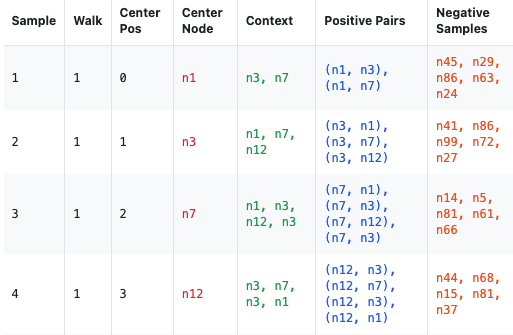 Sample Walk Center Pos Center Node Context Positive Pairs Negative Samples
1 1 0 n1 n3, n7 (n1, n3), (n1, n7) n45, n29, n86, n63, n24
2 1 1 n3 n1, n7, n12 (n3, n1), (n3, n7), (n3, n12) n41, n86, n99, n72, n27
3 1 2 n7 n1, n3, n12, n3 (n7, n1), (n7, n3), (n7, n12), (n7, n3) n14, n5, n81, n61, n66
4 1 3 n12 n3, n7, n3, n1 (n12, n3), (n12, n7), (n12, n3), (n12, n1) n44, n68, n15, n81, n37